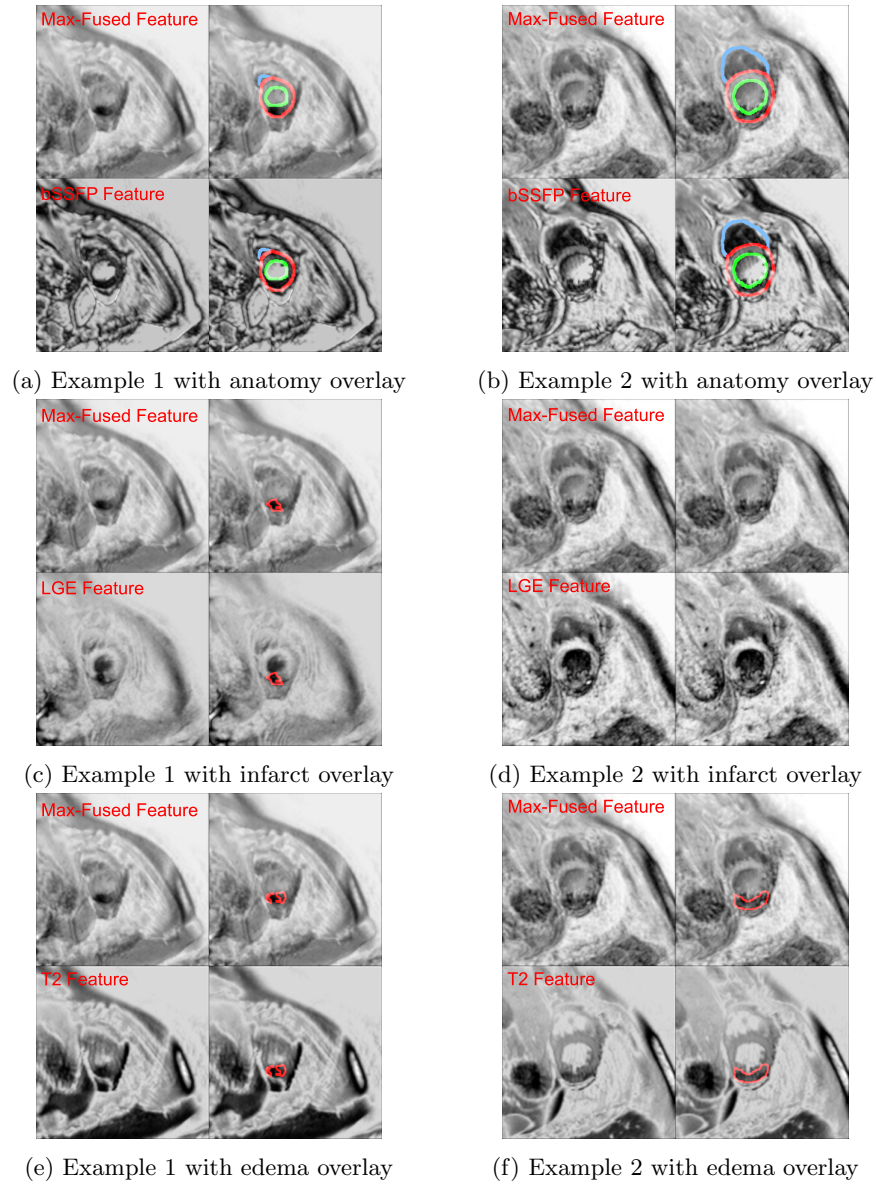 Max-Fused Feature
bSSFP Feature
(a) Example 1 with anatomy overlay
Max-Fused Feature
bSSFP Feature
(b) Example 2 with anatomy overlay
Max-Fused Feature
LGE Feature
(c) Example 1 with infarct overlay
Max-Fused Feature
LGE Feature
(d) Example 2 with infarct overlay
Max-Fused Feature
T2 Feature
(e) Example 1 with edema overlay
Max-Fused Feature
T2 Feature
(f) Example 2 with edema overlay